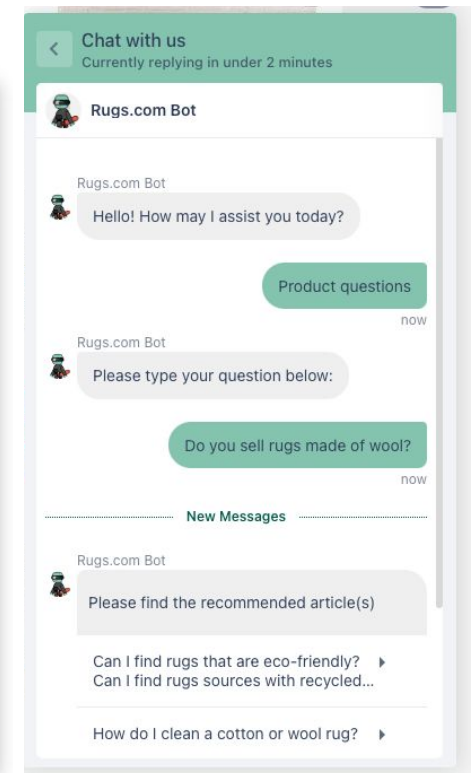 Chat with us
Currently replying in under 2 minutes
Rugs.com Bot
Rugs.com Bot
Hello! How may I assist you today?
Product questions
now
Rugs.com Bot
Please type your question below:
Do you sell rugs made of wool?
now
New Messages
Rugs.com Bot
Please find the recommended article(s)
Can I find rugs that are eco-friendly?
Can I find rugs sources with recycled...
How do I clean a cotton or wool rug?